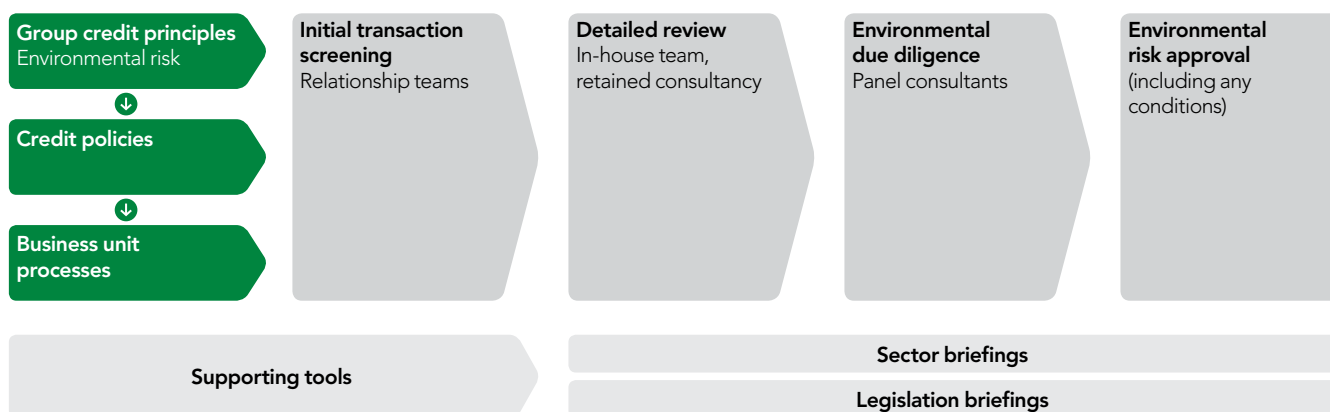 Group credit principles
Environmental risk
Credit policies
Business unit
processes
Initial transaction
screening
Relationship teams
Detailed review
In-house team,
retained consultancy
Environmental
due diligence
Panel consultants
Environmental
risk approval
(including any
conditions)
Supporting tools
Sector briefings
Legislation briefings